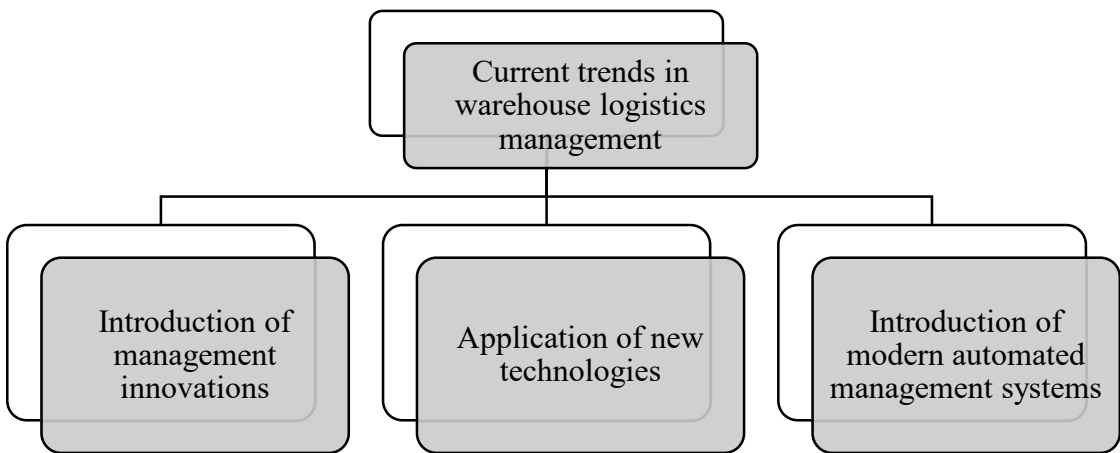 Current trends in
warehouse logistics
management
Introduction of
management
innovations
Application of new
technologies
Introduction of
modern automated
management systems